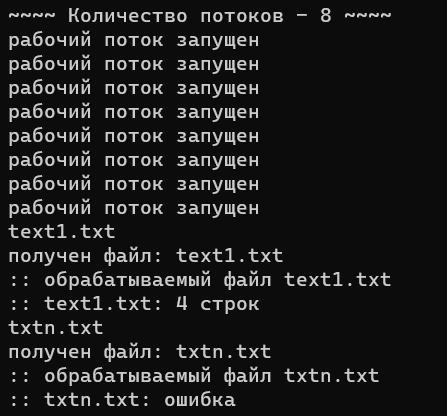 ~~~~ Количество потоков - 8 ~~~~
рабочий поток запущен
рабочий поток запущен
рабочий поток запущен
рабочий поток запущен
рабочий поток запущен
рабочий поток запущен
рабочий поток запущен
рабочий поток запущен
text1.txt
получен файл: text1.txt
:: обрабатываемый файл text1.txt
:: text1.txt: 4 строк
txtn.txt
получен файл: txtn.txt
:: обрабатываемый файл txtn.txt
:: txtn.txt: ошибка